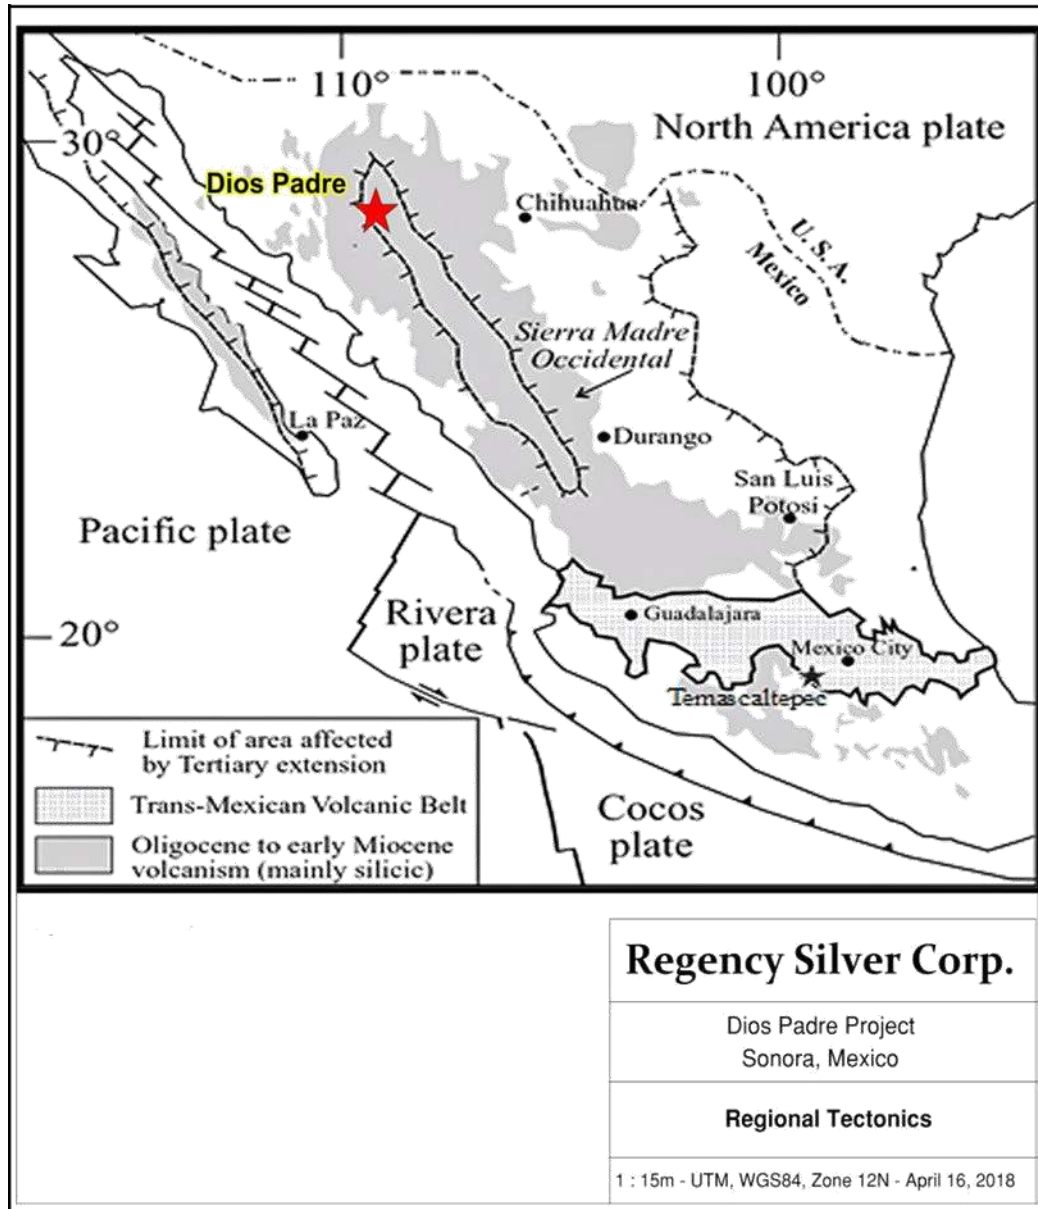 110°
100°
30°
North America plate
Dios Padre
Chihuahua
U. S. A.
Mexico
Sierra Madre
Occidental
La Paz
Durango
San Luis
Potosi
Pacific plate
Rivera
plate
Guadalajara
20°
Mexico City
Temascaltepec
Limit of area affected
by Tertiary extension
Trans-Mexican Volcanic Belt
Oligocene to early Miocene
volcanism (mainly silicic)
Cocos
plate
Regency Silver Corp.
Dios Padre Project
Sonora, Mexico
Regional Tectonics
1 : 15m - UTM, WGS84, Zone 12N - April 16, 2018